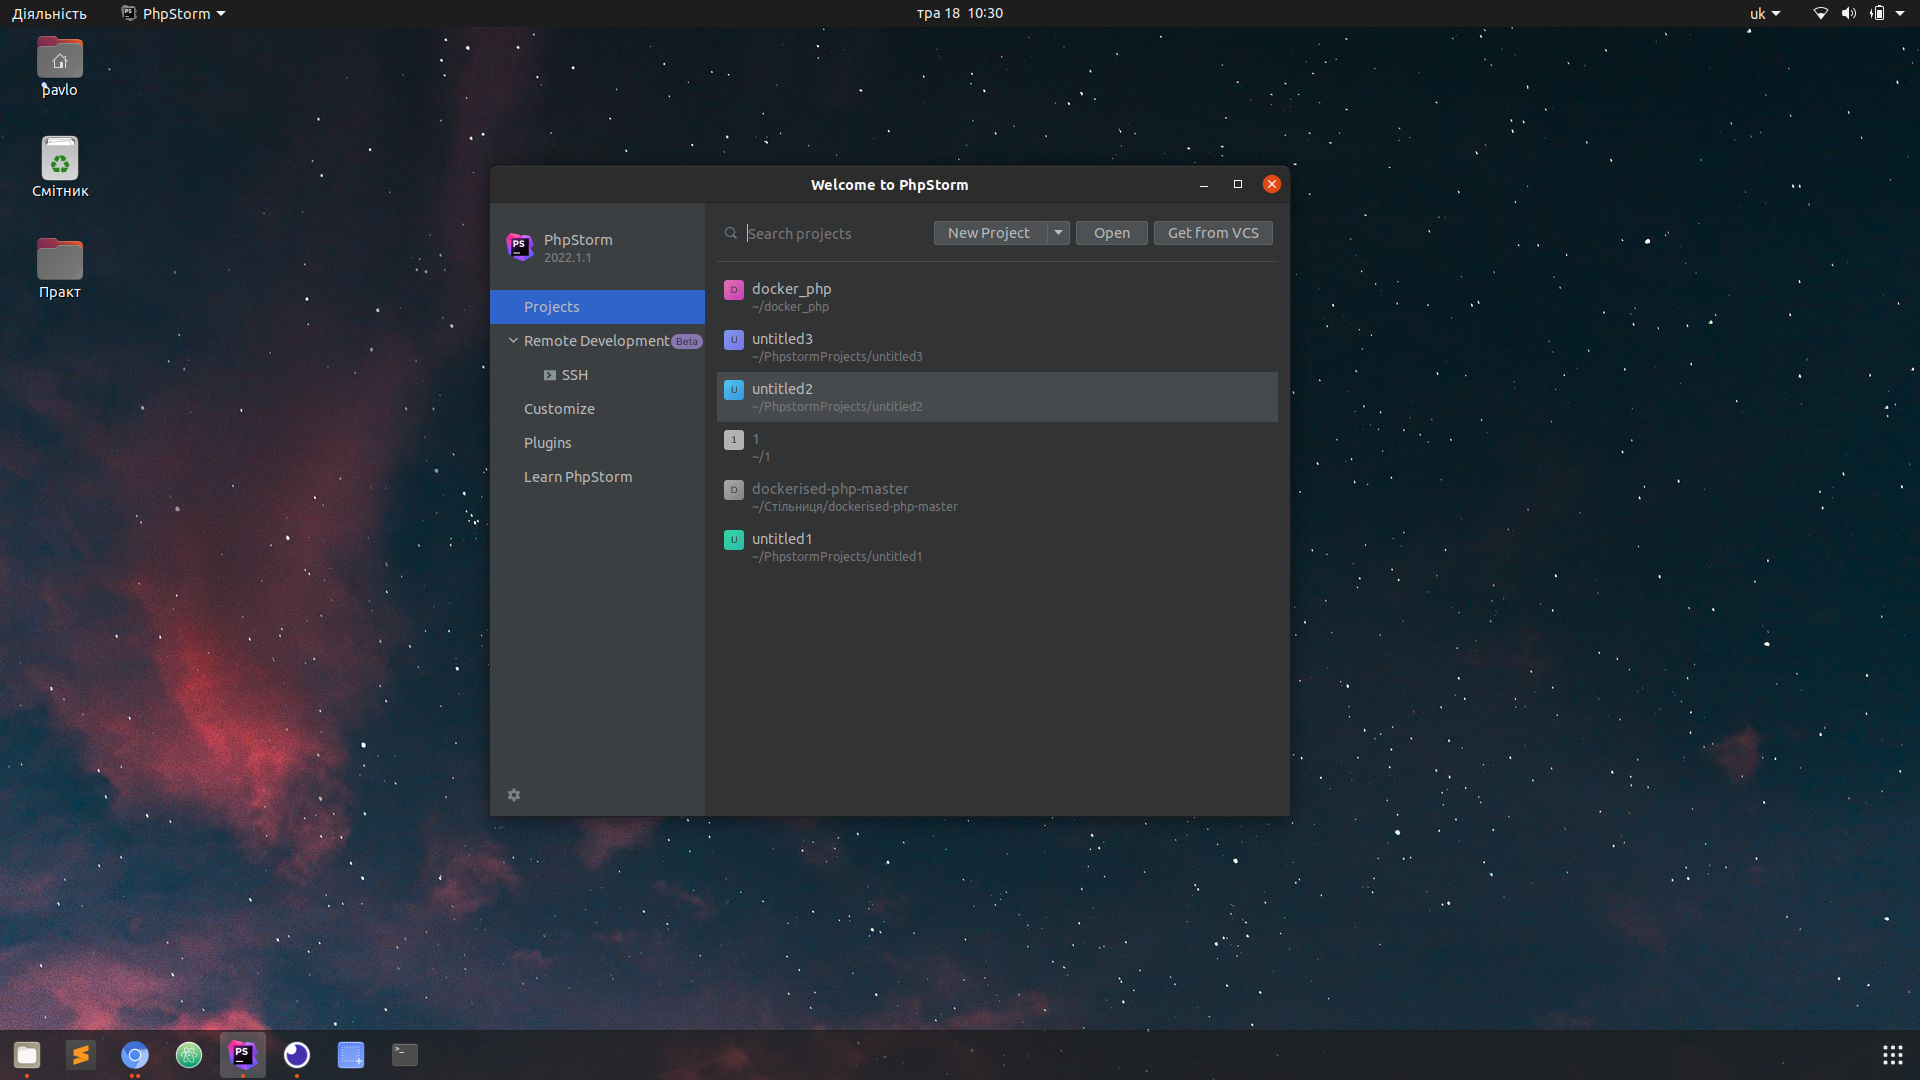 Діяльність
PhpStorm
тра 18 10:30
uk
pavlo
Смітник
Практ
Welcome to PhpStorm
PS
PhpStorm
2022.1.1
Projects
Remote Development Beta
SSH
Customize
Plugins
Learn PhpStorm
Search projects
New Project
Open
Get from VCS
D
docker_php
~/docker_php
U
untitled3
~/PhpstormProjects/untitled3
U
untitled2
~/PhpstormProjects/untitled2
1
1
~/1
D
dockerised-php-master
~/Стільниця/dockerised-php-master
U
untitled1
~/PhpstormProjects/untitled1
PS